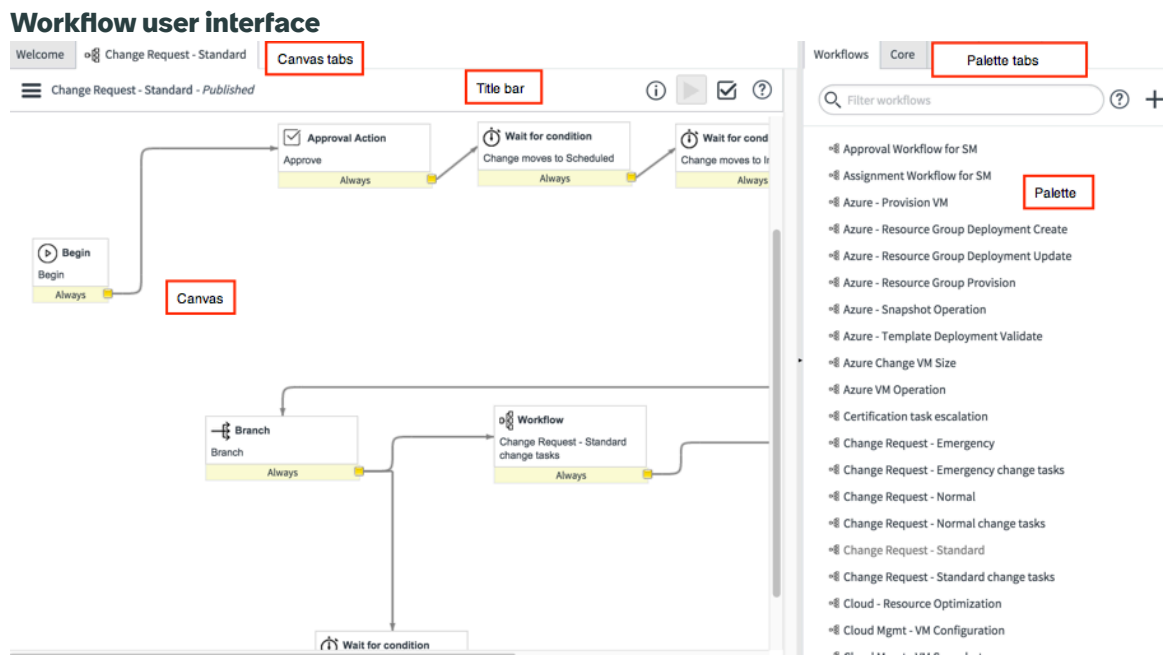 Workflow user interface
Welcome
Change Request - Standard
Canvas tabs
Workflows
Core
Palette tabs
Change Request - Standard - Published
Title bar
Filter workflows
Approval Action
Approve
Always
Wait for condition
Change moves to Scheduled
Always
Wait for cond
Change moves to Ir
Always
Begin
Begin
Always
Canvas
Branch
Branch
Always
Workflow
Change Request - Standard
change tasks
Always
Wait for condition
Approval Workflow for SM
Assignment Workflow for SM
Palette
Azure - Provision VM
Azure - Resource Group Deployment Create
Azure - Resource Group Deployment Update
Azure - Resource Group Provision
Azure - Snapshot Operation
Azure - Template Deployment Validate
Azure Change VM Size
Azure VM Operation
Certification task escalation
Change Request - Emergency
Change Request - Emergency change tasks
Change Request - Normal
Change Request - Normal change tasks
Change Request - Standard
Change Request - Standard change tasks
Cloud - Resource Optimization
Cloud Mgmt - VM Configuration